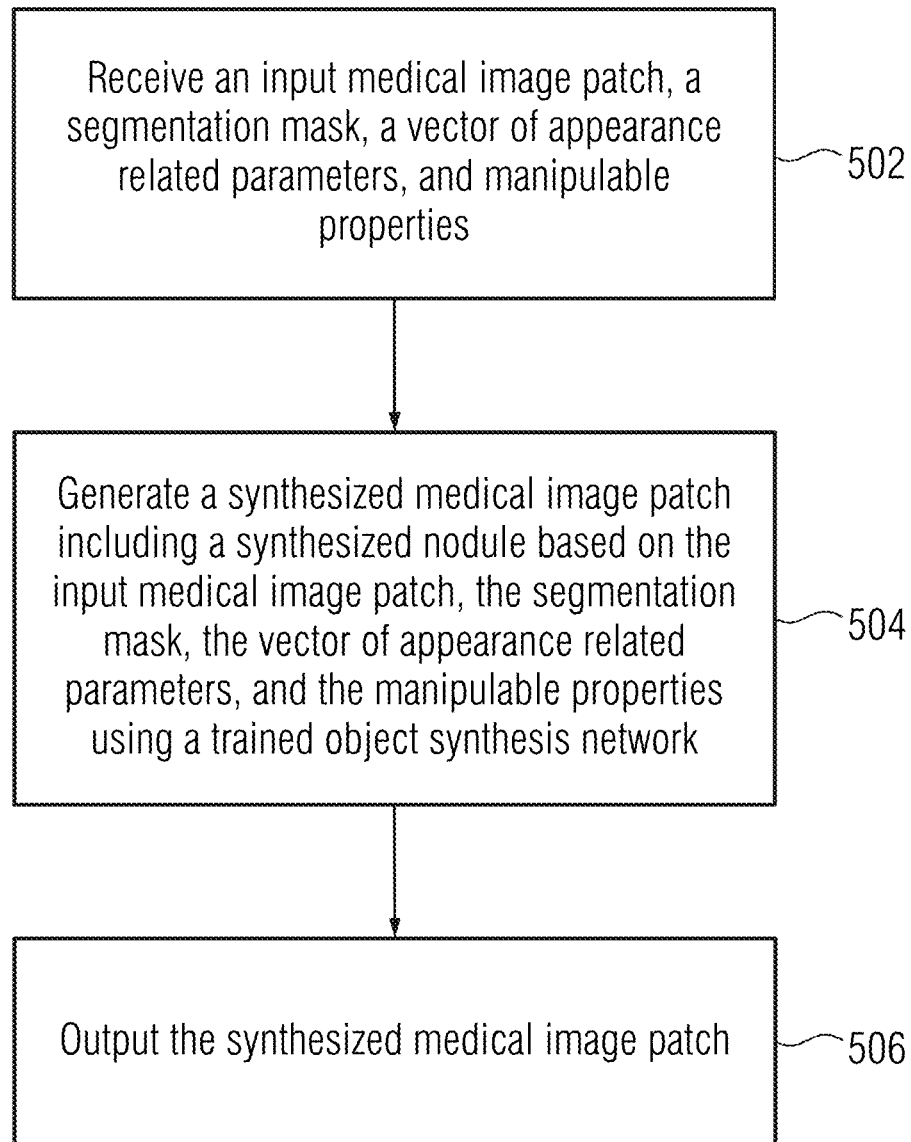 Receive an input medical image patch, a
segmentation mask, a vector of appearance
related parameters, and manipulable
properties
502
Generate a synthesized medical image patch
including a synthesized nodule based on the
input medical image patch, the segmentation
mask, the vector of appearance related
parameters, and the manipulable properties
using a trained object synthesis network
504
Output the synthesized medical image patch
506